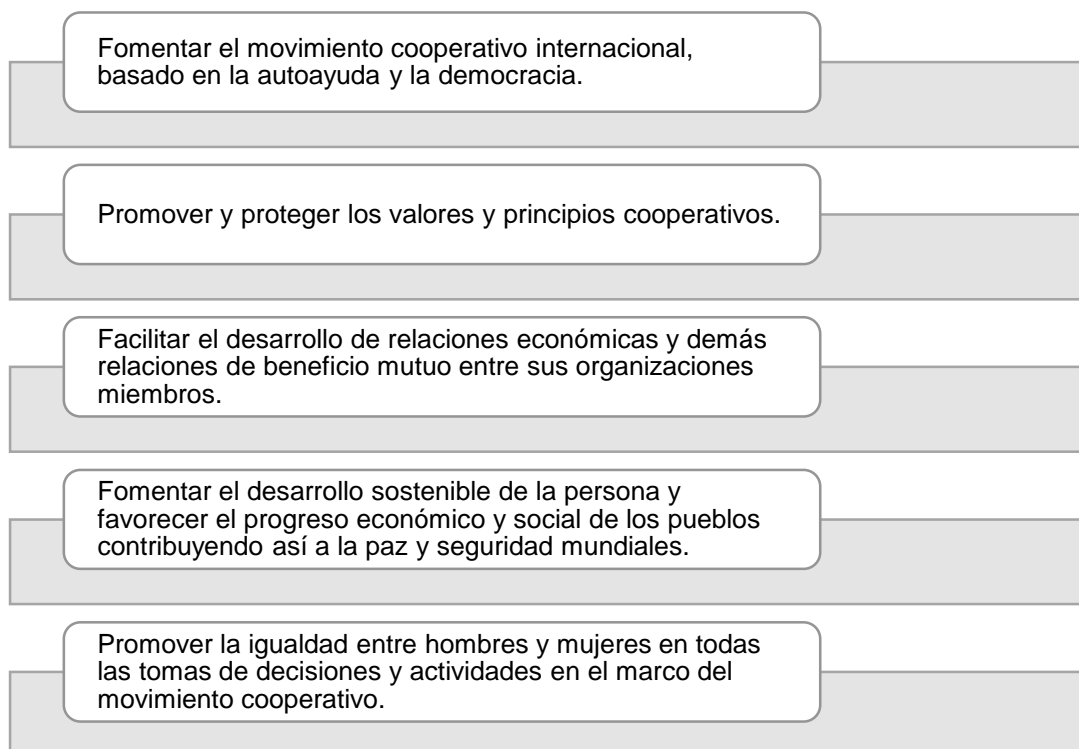 Fomentar el movimiento cooperativo internacional,
basado en la autoayuda y la democracia.
Promover y proteger los valores y principios cooperativos.
Facilitar el desarrollo de relaciones económicas y demás
relaciones de beneficio mutuo entre sus organizaciones
miembros.
Fomentar el desarrollo sostenible de la persona y
favorecer el progreso económico y social de los pueblos
contribuyendo así a la paz y seguridad mundiales.
Promover la igualdad entre hombres y mujeres en todas
las tomas de decisiones y actividades en el marco del
movimiento cooperativo.